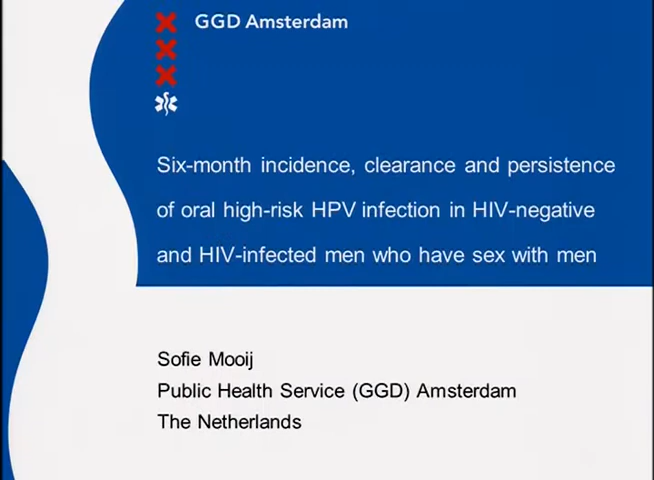 GGD Amsterdam
Six-month incidence, clearance and persistence
of oral high-risk HPV infection in HIV-negative
and HIV-infected men who have sex with men
Sofie Mooij
Public Health Service (GGD) Amsterdam
The Netherlands